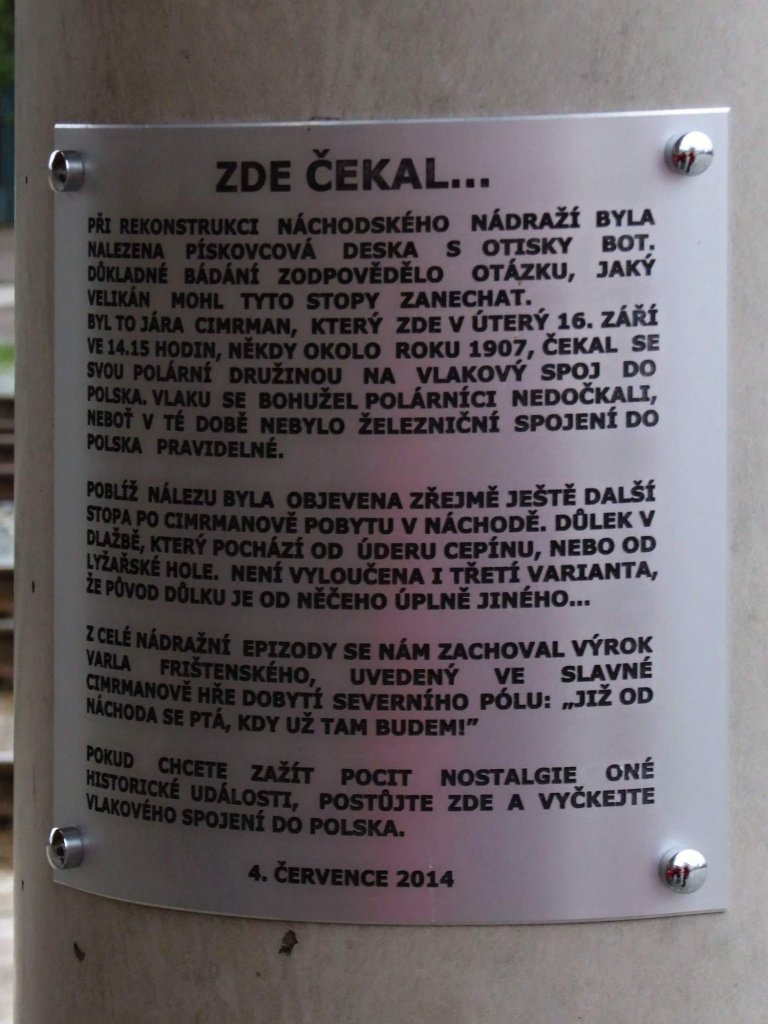 ZDE ČEKAL...
PŘI REKONSTRUKCI NÁCHODSKÉHO NÁDRAŽÍ BYLA
NALEZENA PÍSKOVCOVÁ DESKA S OTISKY BOT.
DŮKLADNÉ BÁDÁNÍ ZODPOVĚDĚLO OTÁZKU, JAKÝ
VELIKÁN MOHL TYTO STOPY ZANECHAT.
BYL TO JÁRA CIMRMAN, KTERÝ ZDE V ÚTERÝ 16. ZÁŘÍ
VE 14.15 HODIN, NĚKDY OKOLO ROKU 1907, ČEKAL SE
SVOU POLÁRNÍ DRUŽINOU NA VLAKOVÝ SPOJ DO
POLSKA. VLAKU SE BOHUŽEL POLÁRNÍCI NEDOČKALI,
NEBOŤ V TÉ DOBĚ NEBYLO ŽELEZNIČNÍ SPOJENÍ DO
POLSKA PRAVIDELNÉ.
POBLÍŽ NÁLEZU BYLA OBJEVENA ZŘEJMĚ JEŠTĚ DALŠÍ
STOPA PO CIMRMANOVĚ POBYTU V NÁCHODĚ. DŮLEK V
DLAŽBĚ, KTERÝ POCHÁZÍ OD ÚDERU CEPÍNU, NEBO OD
LYŽAŘSKÉ HOLE. NENÍ VYLOUČENA I TŘETÍ VARIANTA,
ŽE PŮVOD DŮLKU JE OD NĚČEHO ÚPLNĚ JINÉHO...
Z CELÉ NÁDRAŽNÍ EPIZODY SE NÁM ZACHOVAL VÝROK
VARLA FRIŠTENSKÉHO, UVEDENÝ VE SLAVNÉ
CIMRMANOVĚ HŘE DOBYTÍ SEVERNÍHO PÓLU: „JIŽ OD
NÁCHODA SE PTÁ, KDY UŽ TAM BUDEM!”
POKUD CHCETE ZAŽÍT POCIT NOSTALGIE ONÉ
HISTORICKÉ UDÁLOSTI, POSTŮJTE ZDE A VYČKEJTE
VLAKOVÉHO SPOJENÍ DO POLSKA.
4. ČERVENCE 2014